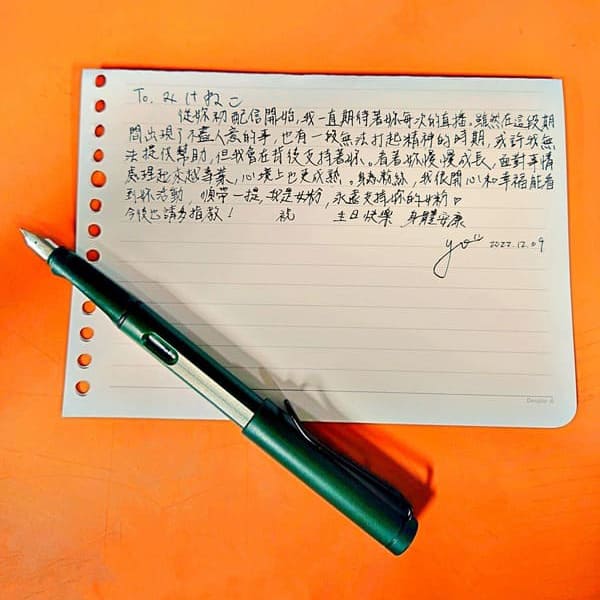 To. みけねこ
從妳初配信開始,我一直期待著妳每次的直播。雖然在這段期
間出現了不盡人意的事,也有一段無法打起精神的時期,或許我無
法提供幫助,但我會在背後支持著妳。看著妳慢慢成長,面對事情
處理起來越專業,心境上也更成熟。身為粉絲,我很開心和幸福能看
到妳活動,順帶一提,我是女粉,永遠支持妳的女粉♡
今後也請多指教! 祝 生日快樂 身體安康
yo 2022.12.09